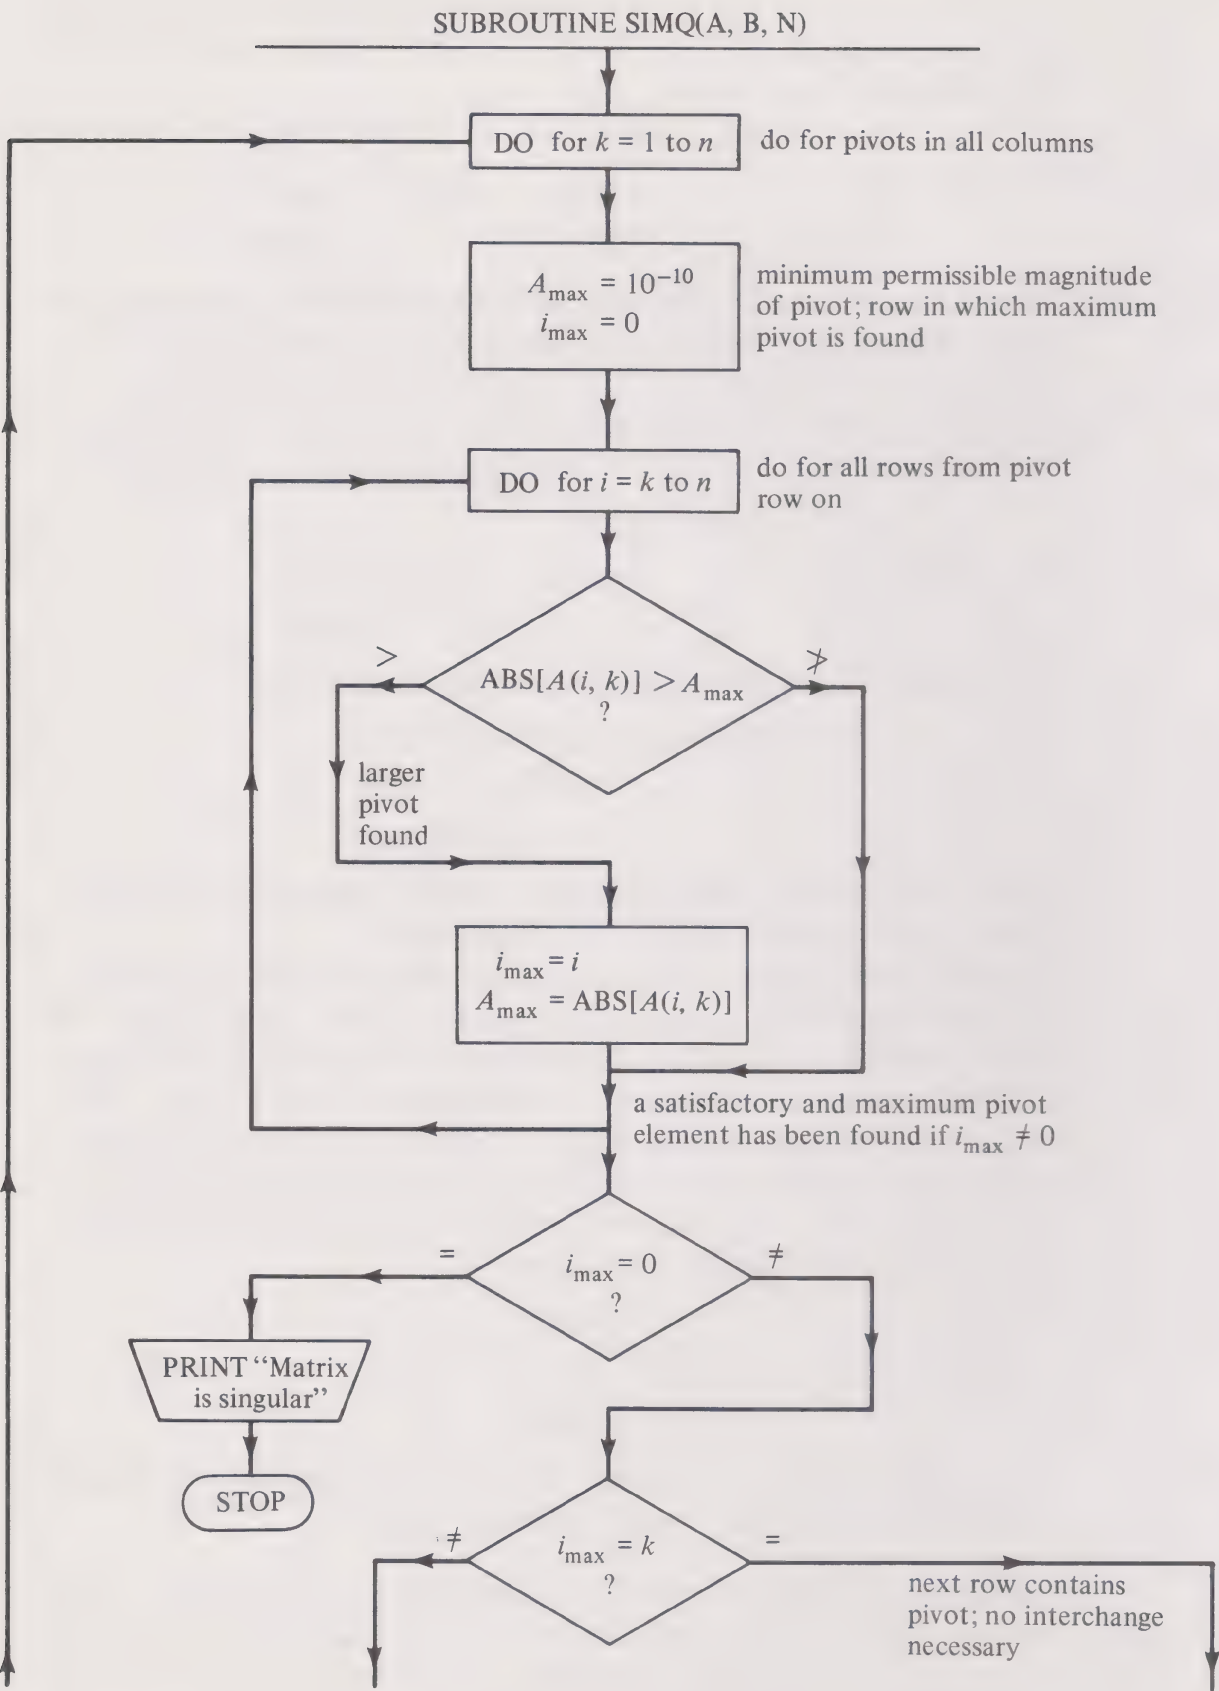 SUBROUTINE SIMQ(A, B, N)
DO for k = 1 to n
do for pivots in all columns
A_max = 10^{-10}
i_max = 0
minimum permissible magnitude
of pivot; row in which maximum
pivot is found
DO for i = k to n
do for all rows from pivot
row on
>
≯
ABS[A(i, k)] > A_max
?
larger
pivot
found
i_max = i
A_max = ABS[A(i, k)]
a satisfactory and maximum pivot
element has been found if i_max ≠ 0
=
≠
i_max = 0
?
PRINT “Matrix
is singular”
STOP
≠
=
i_max = k
?
next row contains
pivot; no interchange
necessary